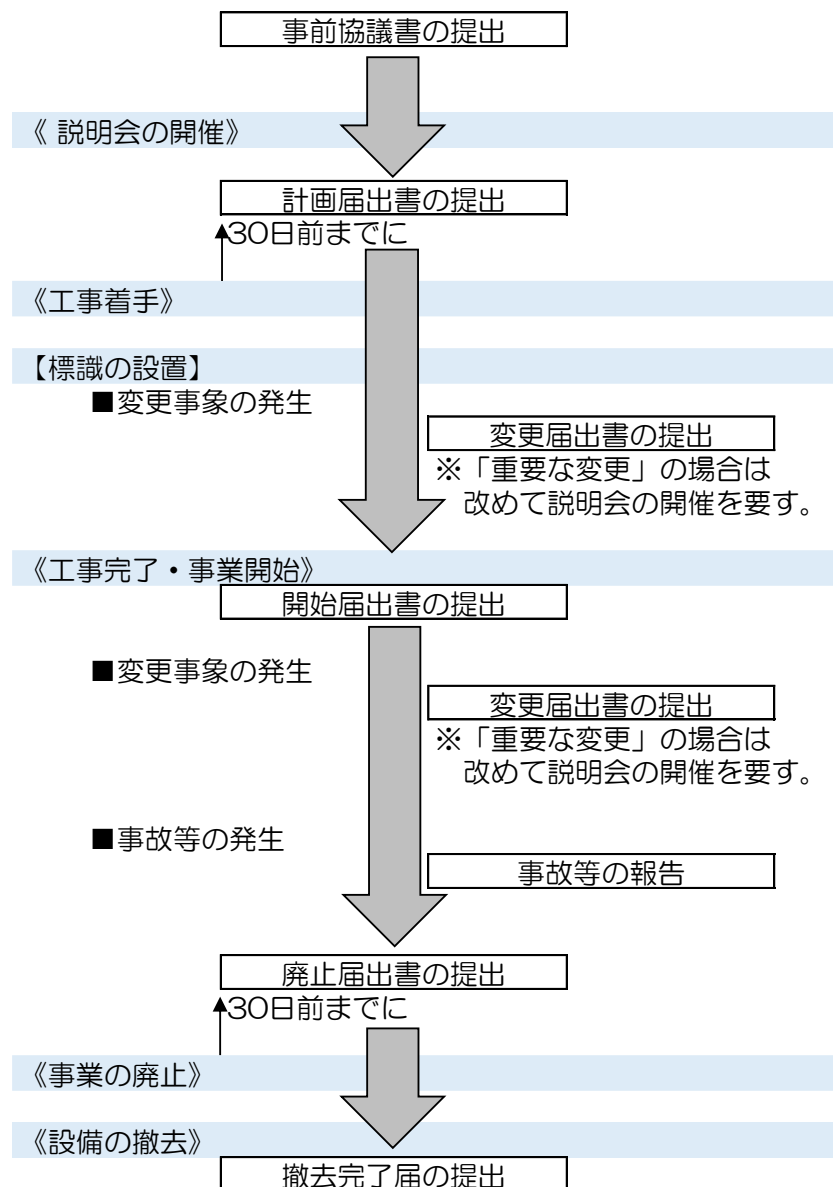 事前協議書の提出
《 説明会の開催》
計画届出書の提出
30日前までに
《工事着手》
【標識の設置】
■変更事象の発生
変更届出書の提出
※「重要な変更」の場合は
改めて説明会の開催を要す。
《工事完了・事業開始》
開始届出書の提出
■変更事象の発生
変更届出書の提出
※「重要な変更」の場合は
改めて説明会の開催を要す。
■事故等の発生
事故等の報告
廃止届出書の提出
30日前までに
《事業の廃止》
《設備の撤去》
撤去完了届の提出